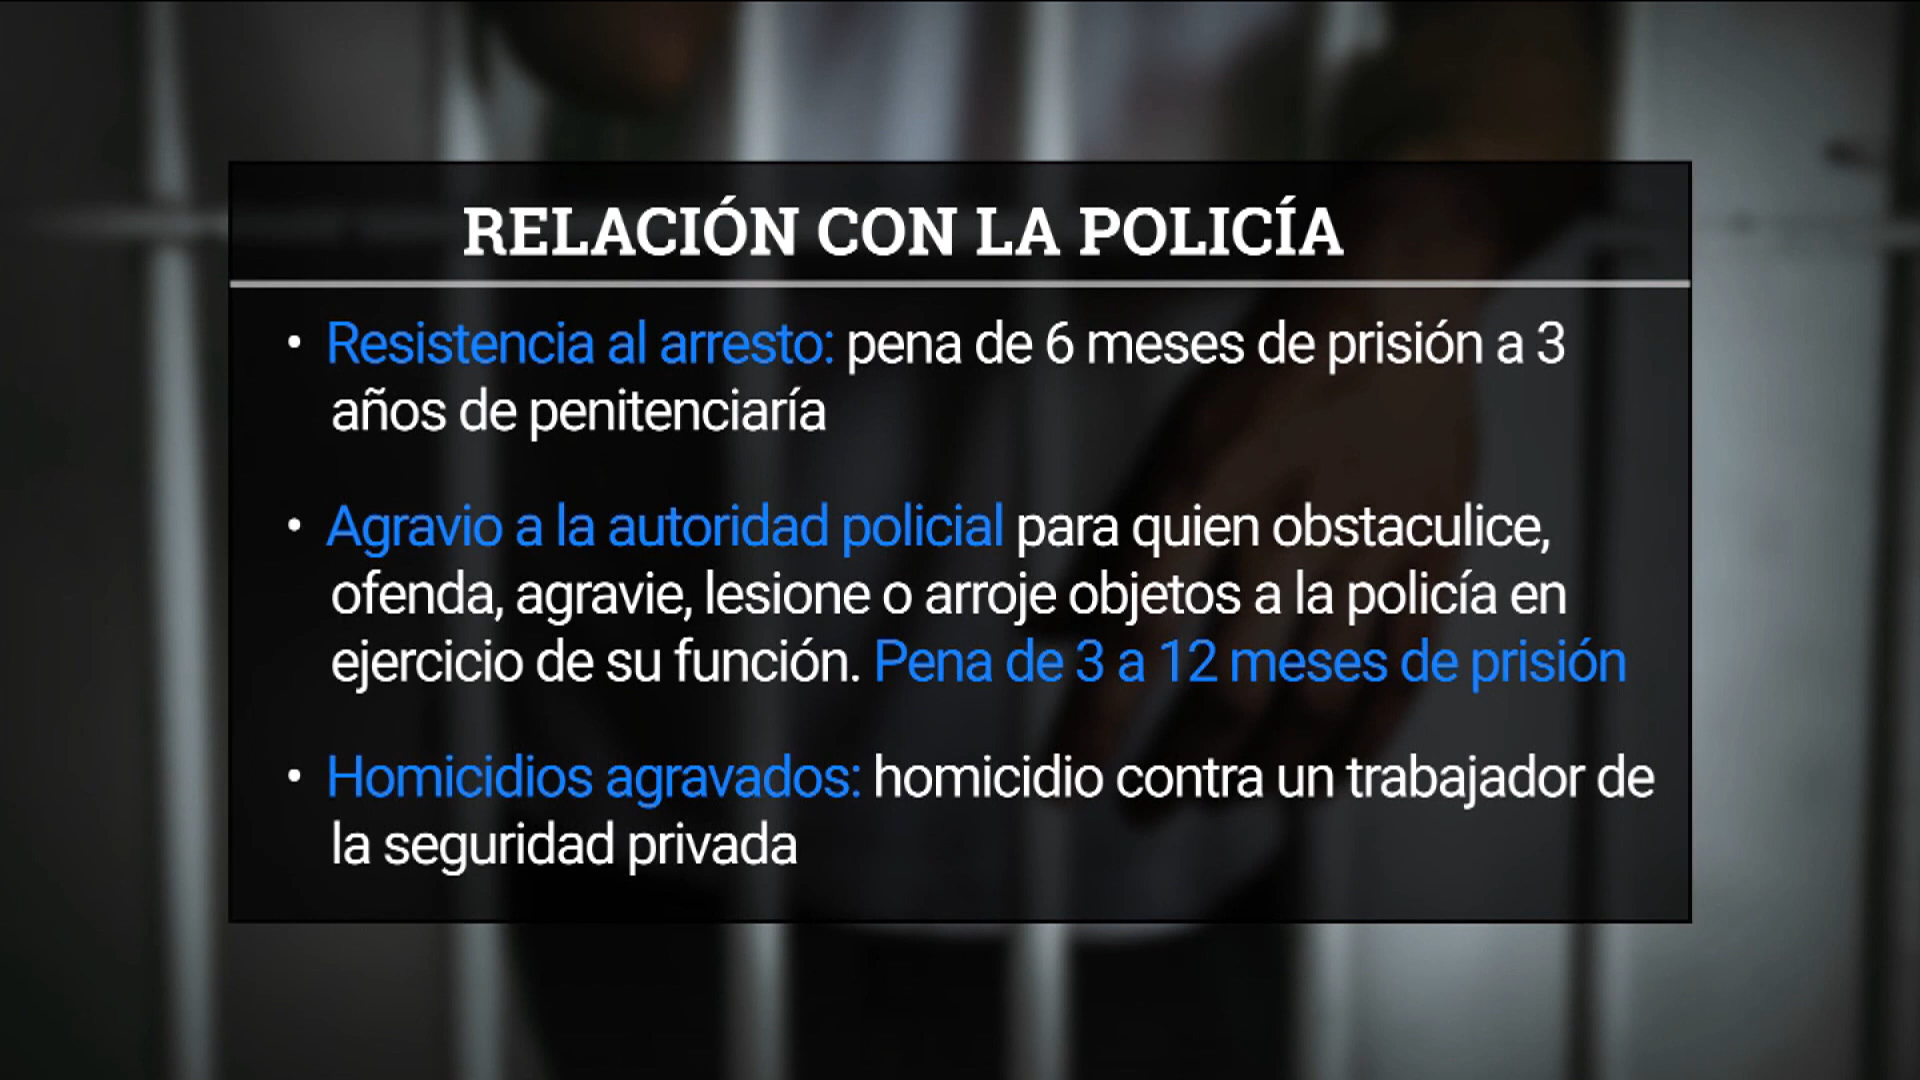 RELACIÓN CON LA POLICÍA
• Resistencia al arresto: pena de 6 meses de prisión a 3
años de penitenciaría
• Agravio a la autoridad policial para quien obstaculice,
ofenda, agravie, lesione o arroje objetos a la policía en
ejercicio de su función. Pena de 3 a 12 meses de prisión
• Homicidios agravados: homicidio contra un trabajador de
la seguridad privada